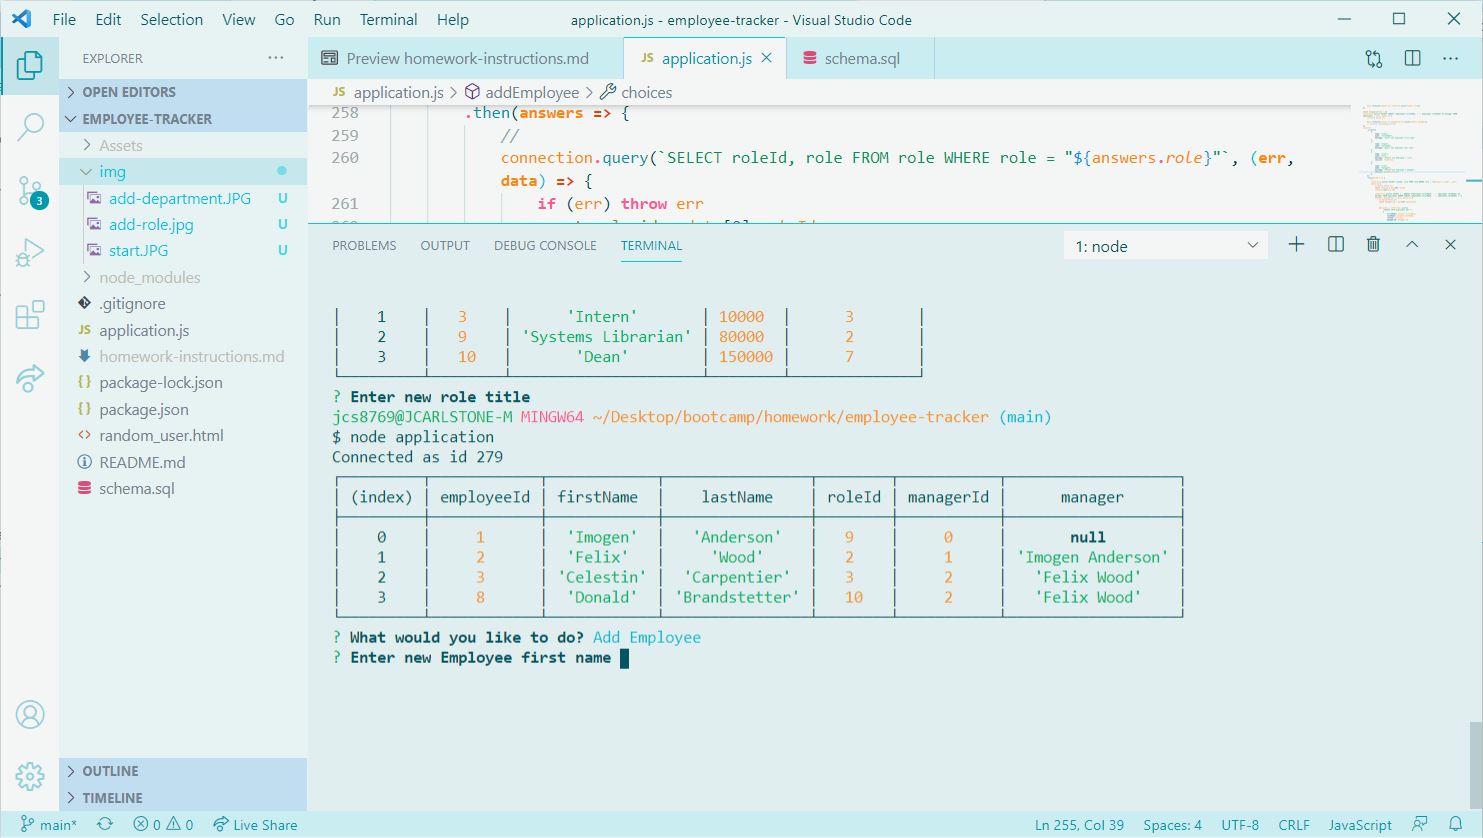 File Edit Selection View Go Run Terminal Help application.js - employee-tracker - Visual Studio Code
EXPLORER ···
OPEN EDITORS
EMPLOYEE-TRACKER
Assets
img
add-department.JPG U
add-role.jpg U
start.JPG U
node_modules
.gitignore
JS application.js
homework-instructions.md
{} package-lock.json
{} package.json
<> random_user.html
README.md
schema.sql
OUTLINE
TIMELINE
3
Preview homework-instructions.md JS application.js schema.sql
JS application.js > addEmployee > choices
258 .then(answers => {
259 //
260 connection.query(`SELECT roleId, role FROM role WHERE role = "${answers.role}"`, (err,
data) => {
261 if (err) throw err
PROBLEMS OUTPUT DEBUG CONSOLE TERMINAL 1: node
| 1 | 3 | 'Intern' | 10000 | 3 |
| 2 | 9 | 'Systems Librarian' | 80000 | 2 |
| 3 | 10 | 'Dean' | 150000 | 7 |
? Enter new role title
jcs8769@JCARLSTONE-M MINGW64 ~/Desktop/bootcamp/homework/employee-tracker (main)
$ node application
Connected as id 279
| (index) | employeeId | firstName | lastName | roleId | managerId | manager |
| 0 | 1 | 'Imogen' | 'Anderson' | 9 | 0 | null |
| 1 | 2 | 'Felix' | 'Wood' | 2 | 1 | 'Imogen Anderson' |
| 2 | 3 | 'Celestin' | 'Carpentier' | 3 | 2 | 'Felix Wood' |
| 3 | 8 | 'Donald' | 'Brandstetter' | 10 | 2 | 'Felix Wood' |
? What would you like to do? Add Employee
? Enter new Employee first name
main* 0 0 Live Share Ln 255, Col 39 Spaces: 4 UTF-8 CRLF JavaScript